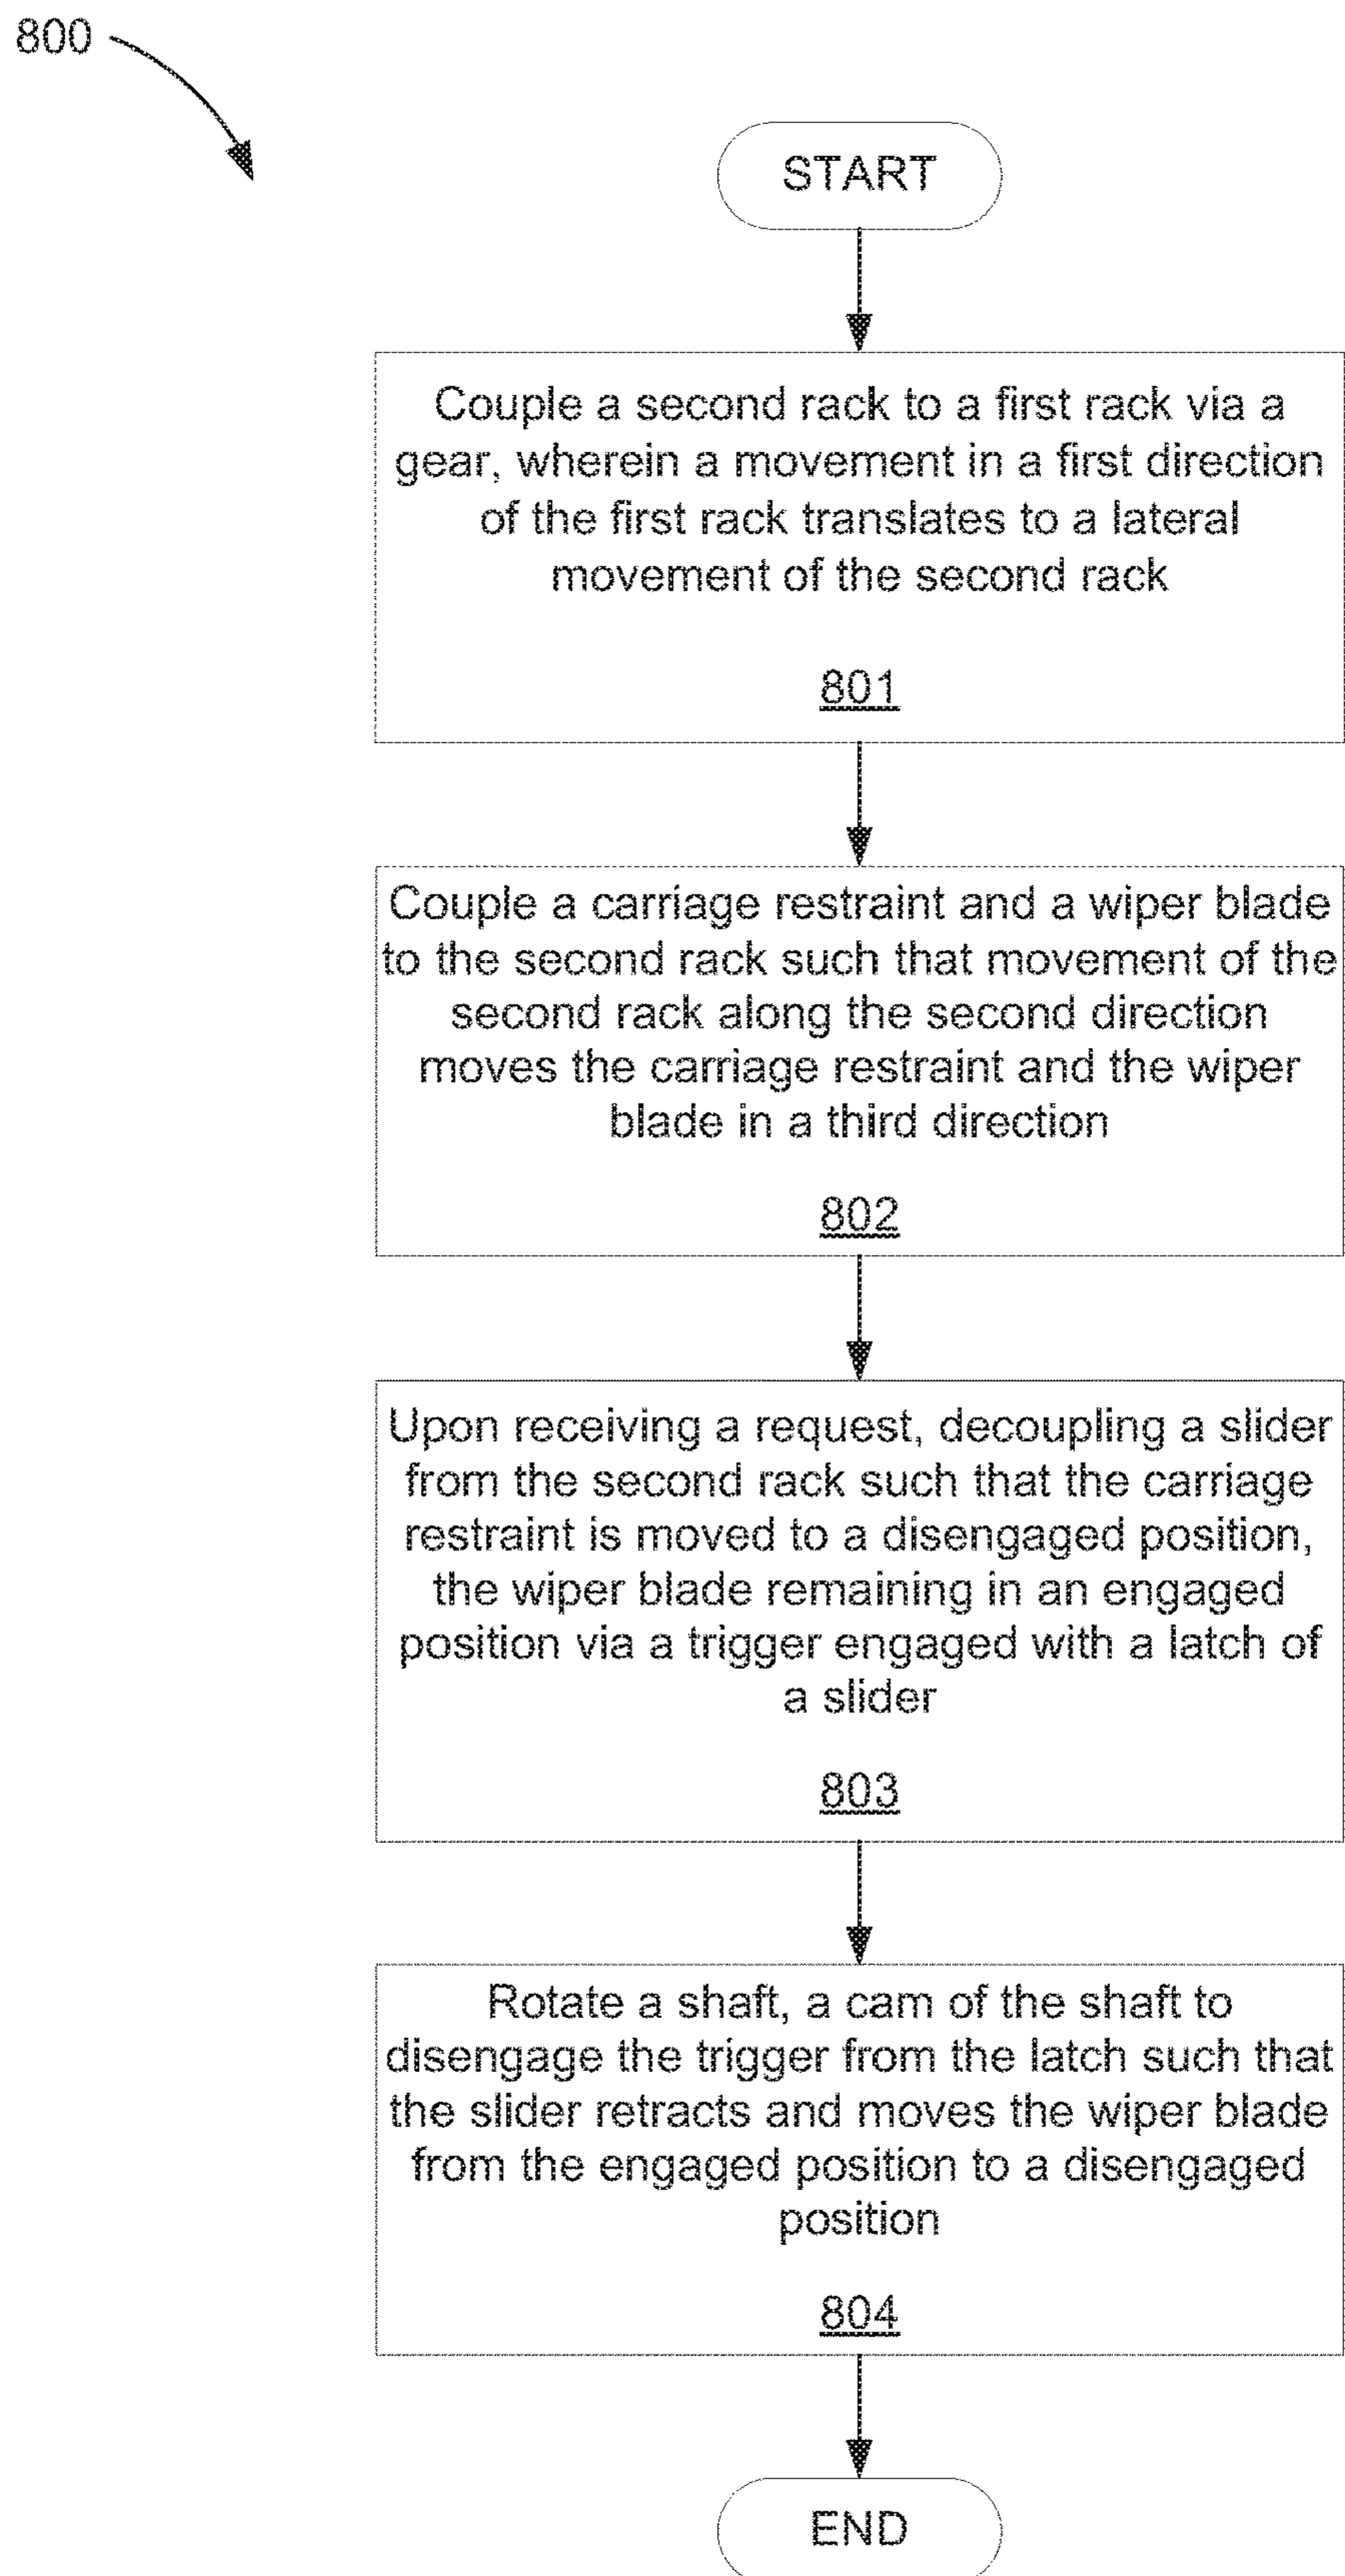 800
START
Couple a second rack to a first rack via a
gear, wherein a movement in a first direction
of the first rack translates to a lateral
movement of the second rack
801
Couple a carriage restraint and a wiper blade
to the second rack such that movement of the
second rack along the second direction
moves the carriage restraint and the wiper
blade in a third direction
802
Upon receiving a request, decoupling a slider
from the second rack such that the carriage
restraint is moved to a disengaged position,
the wiper blade remaining in an engaged
position via a trigger engaged with a latch of
a slider
803
Rotate a shaft, a cam of the shaft to
disengage the trigger from the latch such that
the slider retracts and moves the wiper blade
from the engaged position to a disengaged
position
804
END